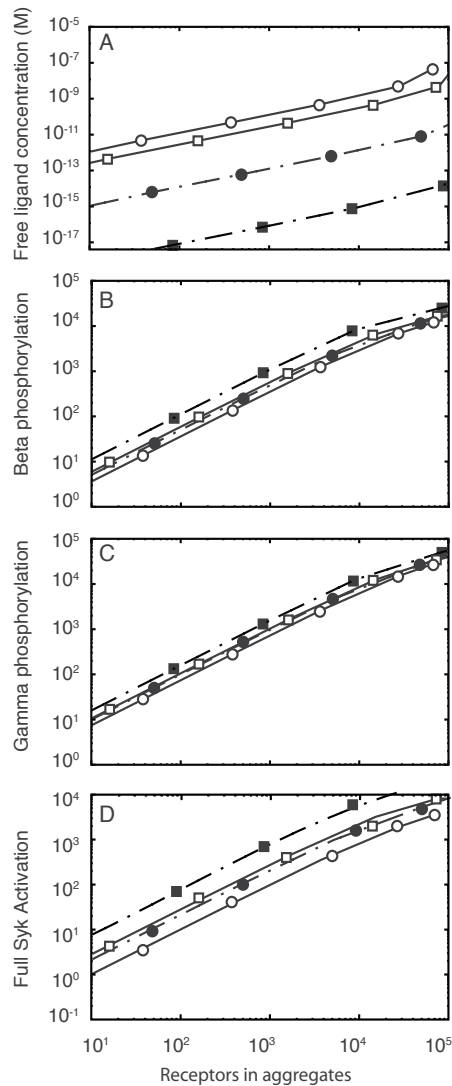 A
Free ligand concentration (M)
10⁻⁵
10⁻⁷
10⁻⁹
10⁻¹¹
10⁻¹³
10⁻¹⁵
10⁻¹⁷
B
Beta phosphorylation
10⁵
10⁴
10³
10²
10¹
10⁰
C
Gamma phosphorylation
10⁵
10⁴
10³
10²
10¹
10⁰
D
Full Syk Activation
10⁴
10³
10²
10¹
10⁰
10⁻¹
10¹ 10² 10³ 10⁴ 10⁵
Receptors in aggregates